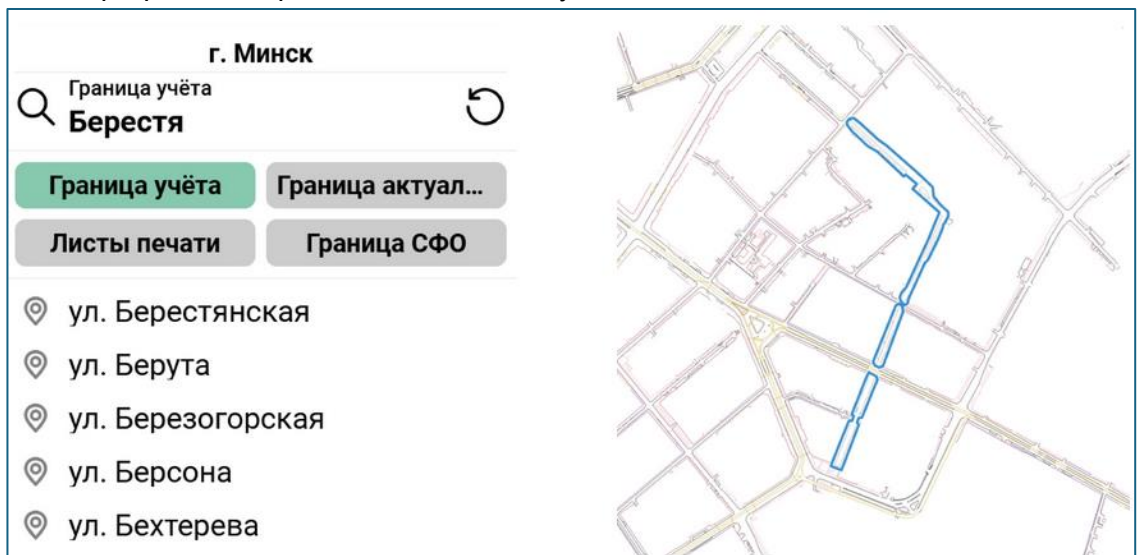 г. Минск
Граница учёта
Берестя
Граница учёта
Граница актуал...
Листы печати
Граница СФО
ул. Берестянская
ул. Берута
ул. Березогорская
ул. Берсона
ул. Бехтерева